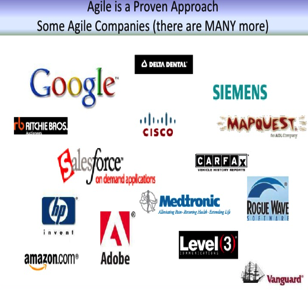 Agile is a Proven Approach
Some Agile Companies (there are MANY more)
DELTA DENTAL
Google
SIEMENS
RITCHIE BROS.
CISCO
MAPQUEST
salesforce
on demand applications
CARFAX
VEHICLE HISTORY REPORTS
Medtronic
Alleviating Pain · Restoring Health · Extending Life
ROGUE WAVE
hp
invent
Adobe
Level(3)
COMMUNICATIONS
amazon.com
Vanguard